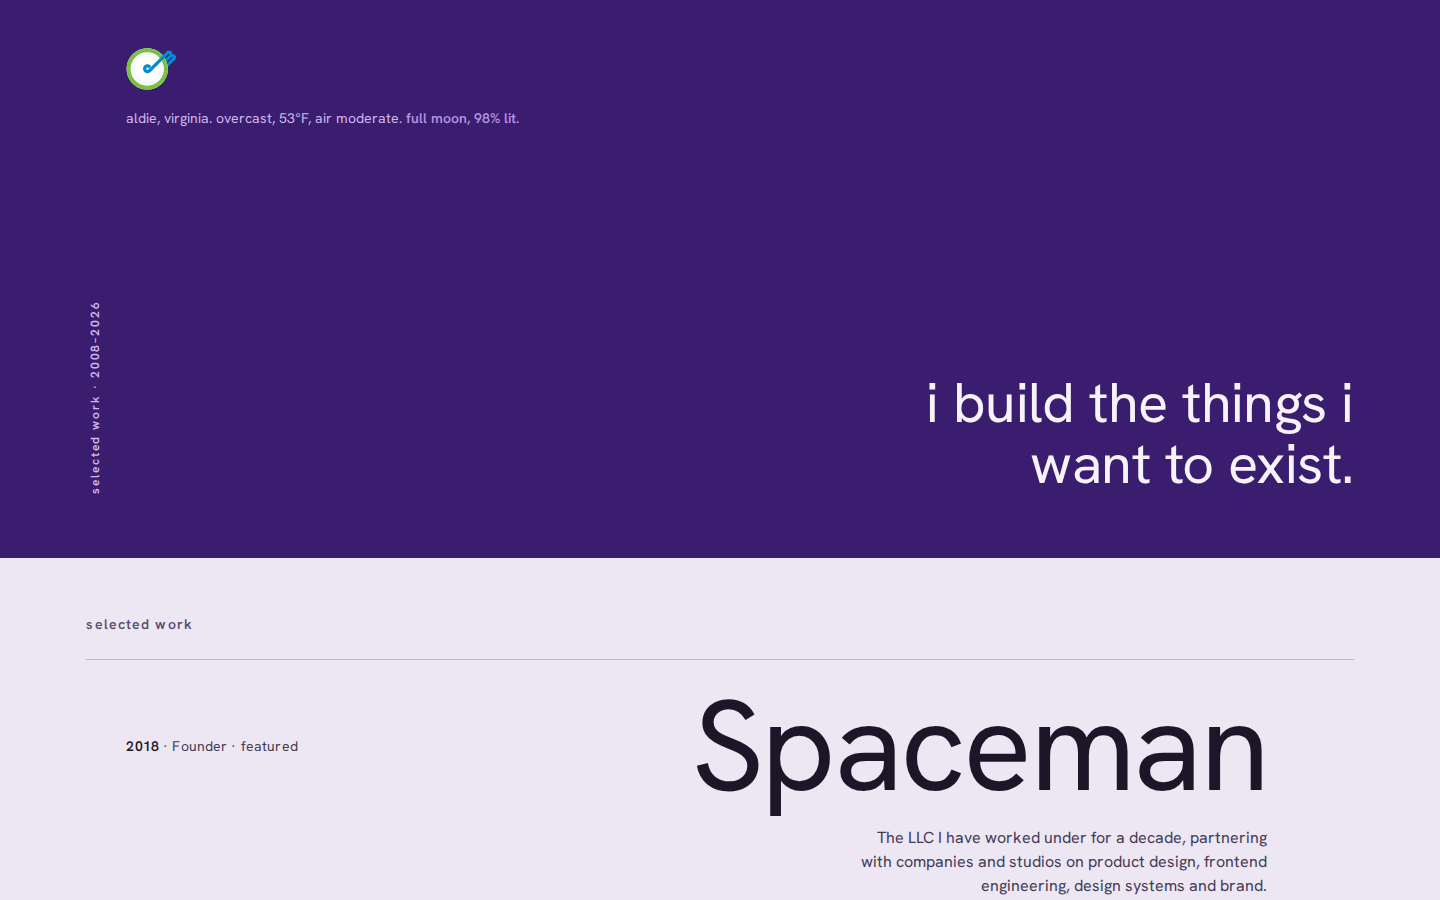 aldie, virginia. overcast, 53°F, air moderate. full moon, 98% lit.
selected work · 2008–2026
i build the things i
want to exist.
selected work
2018 · Founder · featured
Spaceman
The LLC I have worked under for a decade, partnering
with companies and studios on product design, frontend
engineering, design systems and brand.